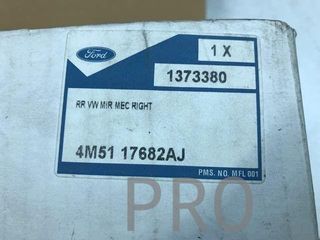 Ford
1 X
1373380
RR VW MIR MEC RIGHT
4M51 17682AJ
PMS. NO. MFL 001
PRO